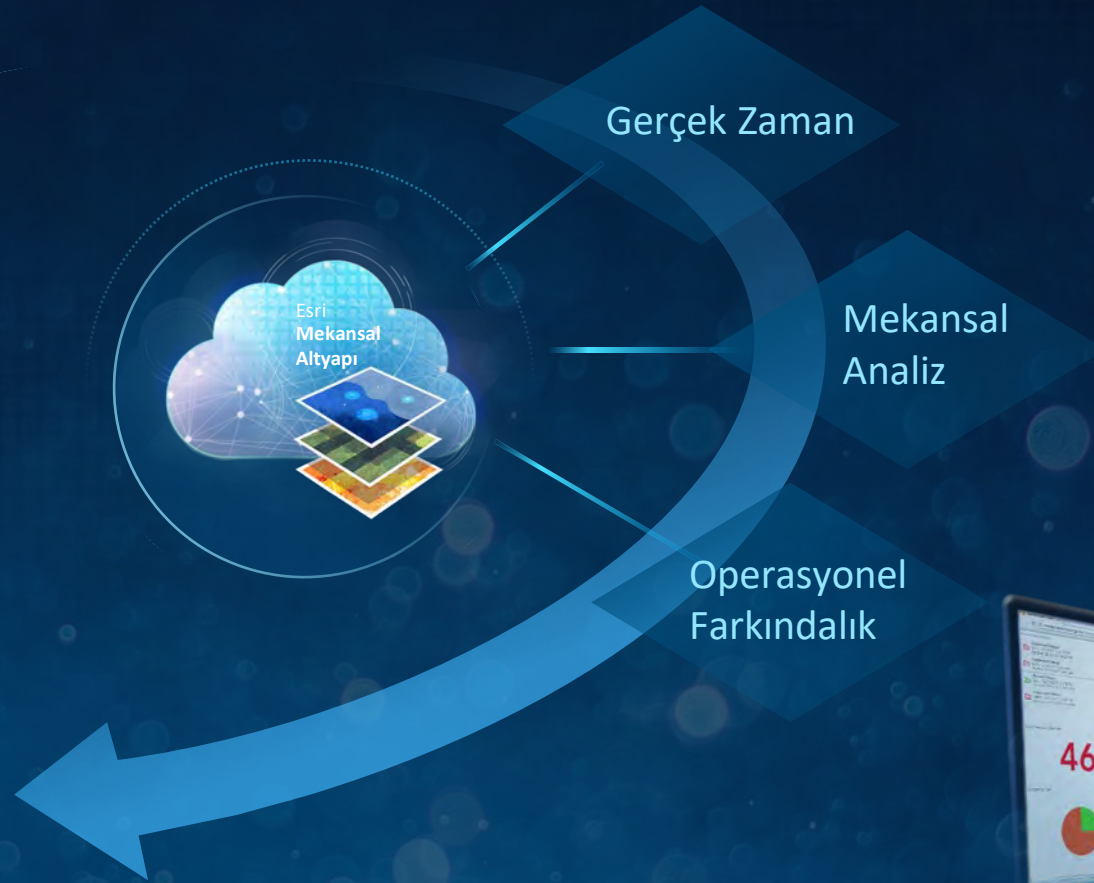 Gerçek Zaman
Esri
Mekansal
Altyapı
Mekansal
Analiz
Operasyonel
Farkındalık
46